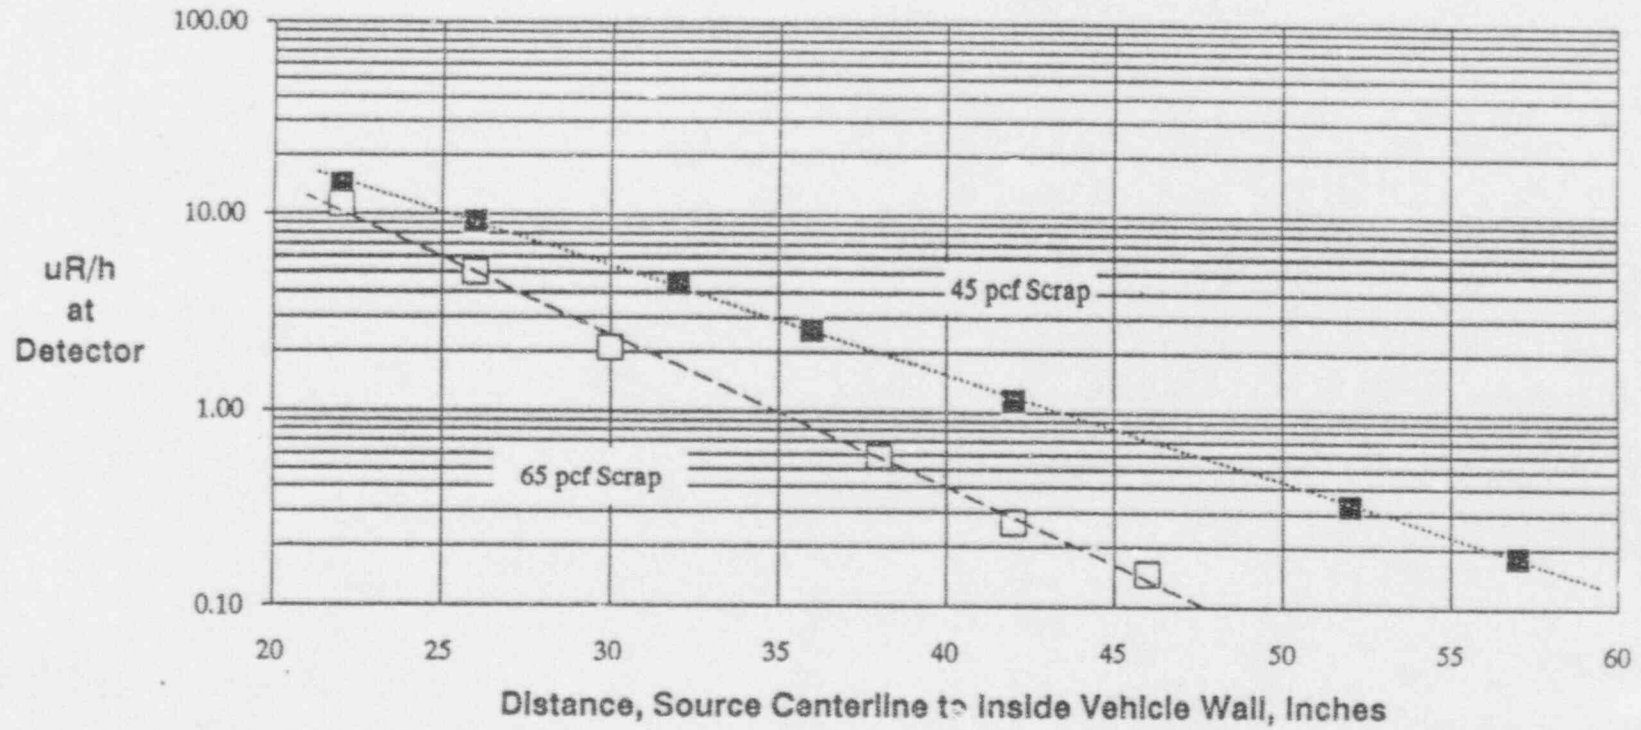 100.00
10.00
uR/h
at
Detector
1.00
0.10
45 pcf Scrap
65 pcf Scrap
20 25 30 35 40 45 50 55 60
Distance, Source Centerline to Inside Vehicle Wall, Inches